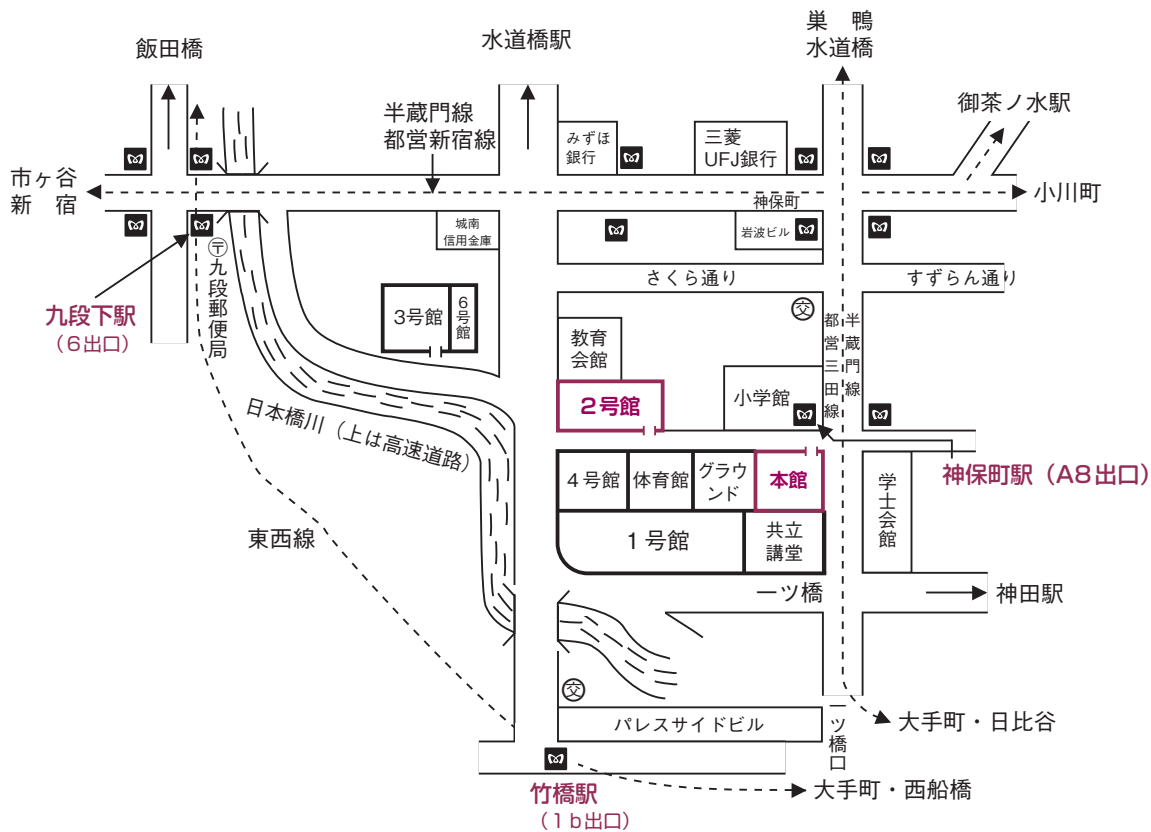 飯田橋
水道橋駅
巣 鴨
水道橋
御茶ノ水駅
半蔵門線
都営新宿線
みずほ
銀行
三菱
UFJ銀行
市ヶ谷
新 宿
小川町
神保町
城南
信用金庫
岩波ビル
〒九段郵便局
さくら通り
すずらん通り
九段下駅
（6出口）
3号館
6号館
交
都営三田線
半蔵門線
教育
会館
小学館
2号館
日本橋川（上は高速道路）
神保町駅（A8出口）
4号館
体育館
グラウ
ンド
本館
学士会館
1号館
共立
講堂
東西線
一ツ橋
神田駅
交
パレスサイドビル
一ツ橋口
大手町・日比谷
竹橋駅
（1b出口）
大手町・西船橋